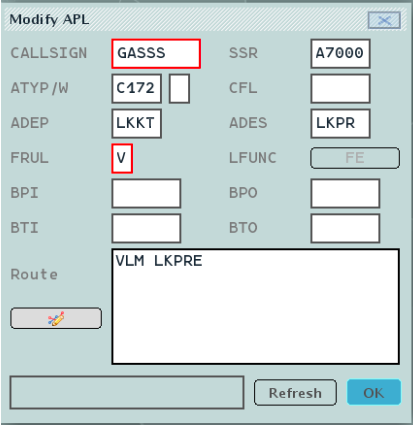 Modify APL
CALLSIGN GASSS SSR A7000
ATYP/W C172 CFL
ADEP LKKT ADES LKPR
FRUL V LFUNC FE
BPI BPO
BTI BTO
Route VLM LKPRE
Refresh OK